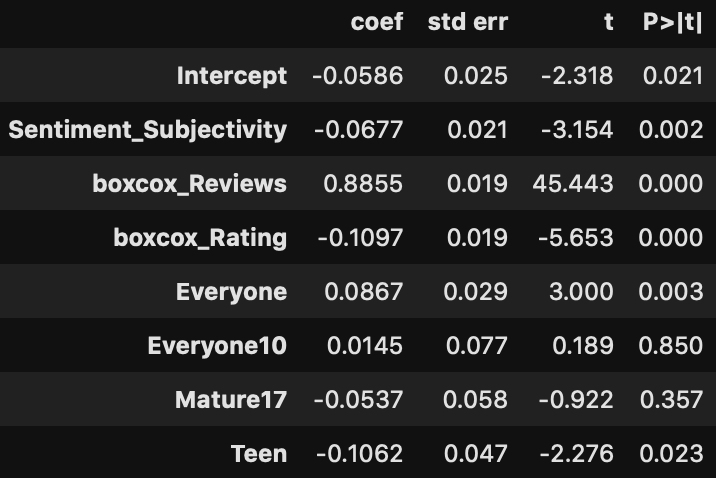 coef std err t P>|t|
Intercept -0.0586 0.025 -2.318 0.021
Sentiment_Subjectivity -0.0677 0.021 -3.154 0.002
boxcox_Reviews 0.8855 0.019 45.443 0.000
boxcox_Rating -0.1097 0.019 -5.653 0.000
Everyone 0.0867 0.029 3.000 0.003
Everyone10 0.0145 0.077 0.189 0.850
Mature17 -0.0537 0.058 -0.922 0.357
Teen -0.1062 0.047 -2.276 0.023